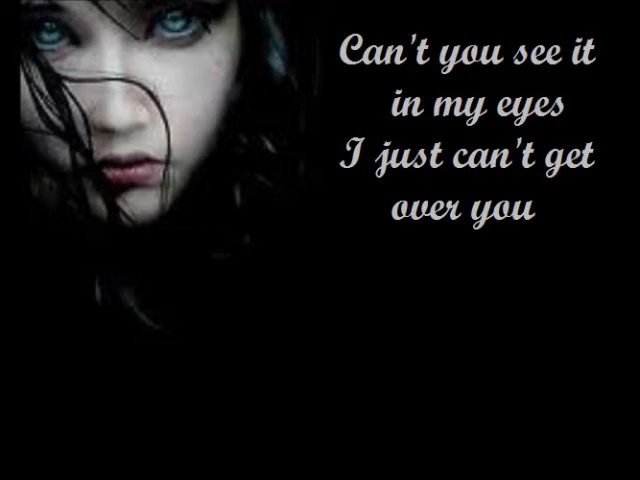 Can't you see it
in my eyes
I just can't get
over you